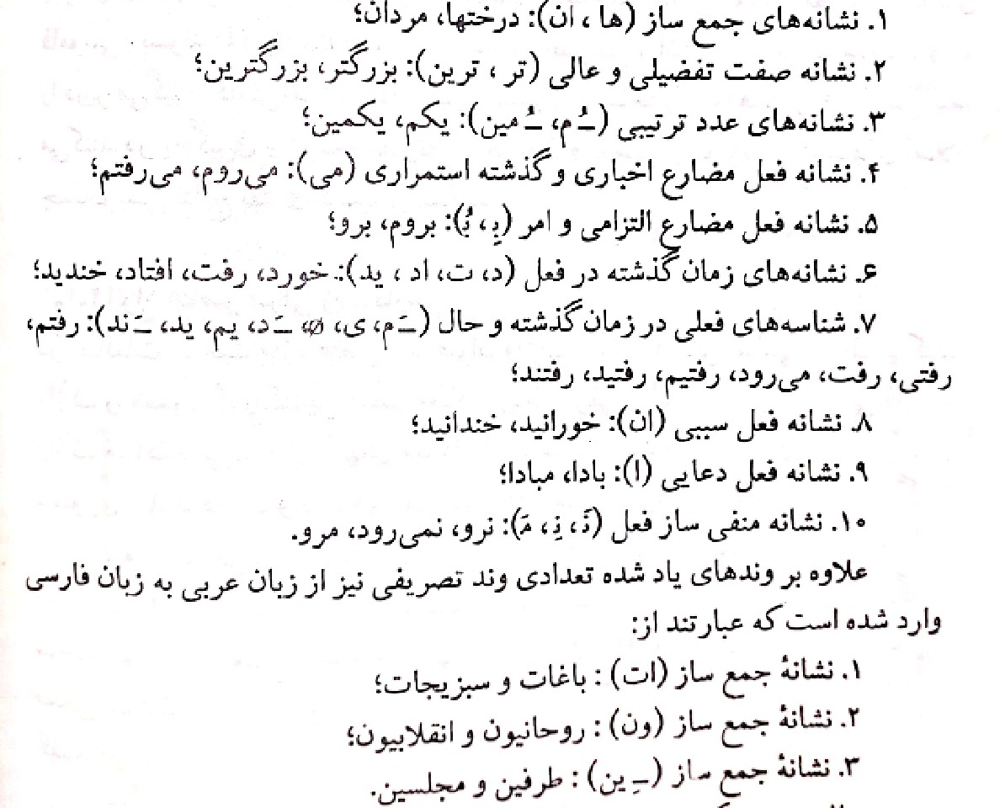 ۱. نشانه‌های جمع ساز (ها ، ان): درختها، مردان؛
۲. نشانه صفت تفضیلی و عالی (تر ، ترین): بزرگتر، بزرگترین؛
۳. نشانه‌های عدد ترتیبی (ـُ م، ـُ مین): یکم، یکمین؛
۴. نشانه فعل مضارع اخباری و گذشته استمراری (می): می‌روم، می‌رفتم؛
۵. نشانه فعل مضارع التزامی و امر (بِ، بُ): بروم، برو؛
۶. نشانه‌های زمان گذشته در فعل (د، ت، اد ، ید): خورد، رفت، افتاد، خندید؛
۷. شناسه‌های فعلی در زمان گذشته و حال (ـَ م، ی، ø، ـَ د، یم، ید، ـَ ند): رفتم،
رفتی، رفت، می‌رود، رفتیم، رفتید، رفتند؛
۸. نشانه فعل سببی (ان): خورانید، خندانید؛
۹. نشانه فعل دعایی (ا): بادا، مبادا؛
۱۰. نشانه منفی ساز فعل (نَ، نِ، مَ): نرو، نمی‌رود، مرو.
علاوه بر وندهای یاد شده تعدادی وند تصریفی نیز از زبان عربی به زبان فارسی
وارد شده است که عبارتند از:
۱. نشانهٔ جمع ساز (ات) : باغات و سبزیجات؛
۲. نشانهٔ جمع ساز (ون) : روحانیون و انقلابیون؛
۳. نشانهٔ جمع ساز (ـِ ین) : طرفین و مجلسین.